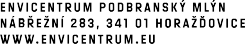 ENVICENTRUM PODBRANSKÝ MLÝN
NÁBŘEŽNÍ 283, 341 01 HORAŽĎOVICE
WWW.ENVICENTRUM.EU